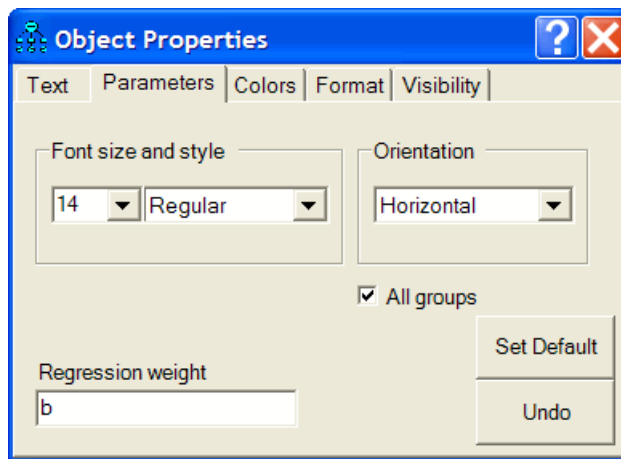 Object Properties
Text Parameters Colors Format Visibility
Font size and style Orientation
14 Regular Horizontal
All groups
Set Default
Regression weight
b
Undo